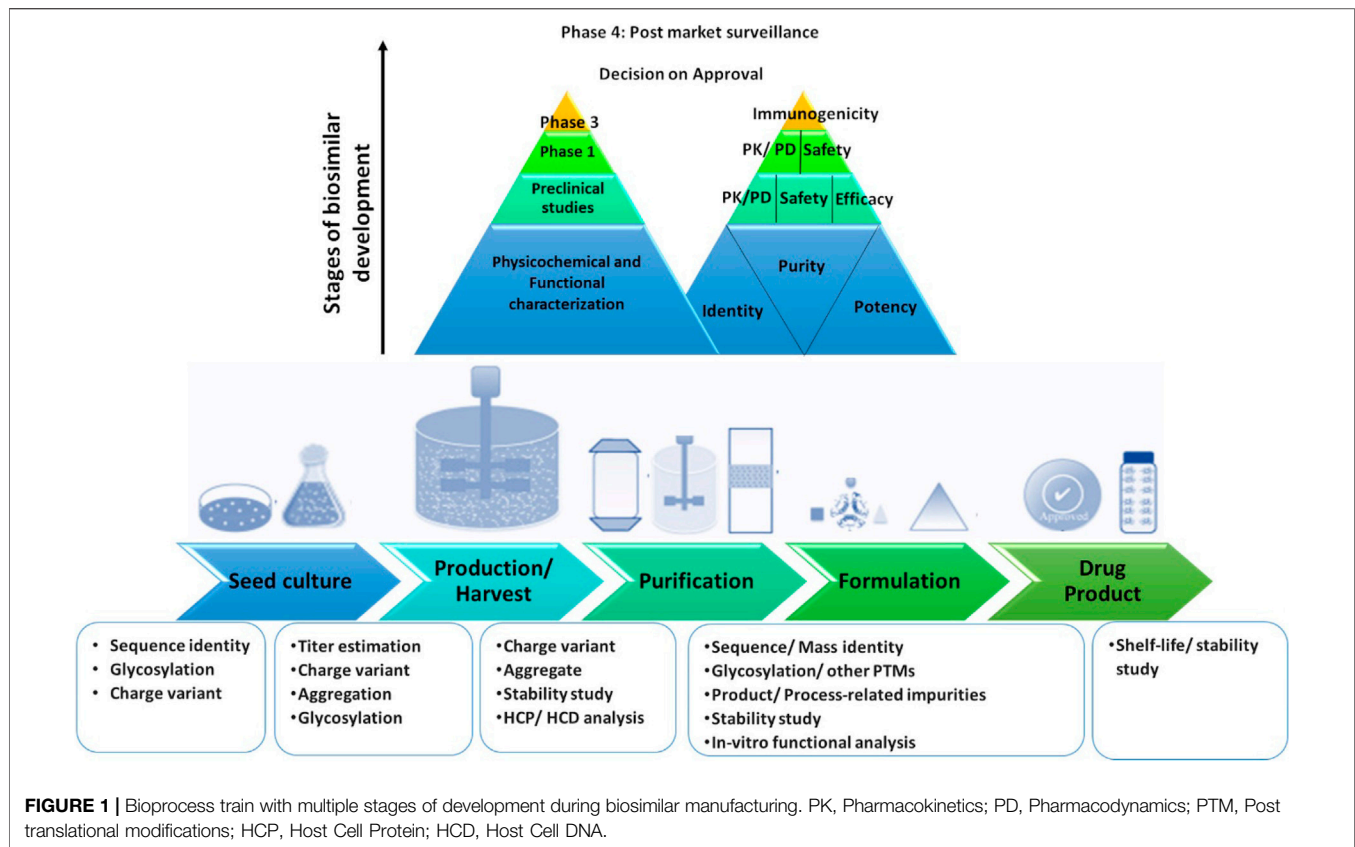 Phase 4: Post market surveillance
Decision on Approval
Stages of biosimilar
development
Phase 3
Phase 1
Preclinical
studies
Physicochemical and
Functional
characterization
Immunogenicity
PK/ PD Safety
PK/PD Safety Efficacy
Purity
Identity
Potency
Approved
Seed culture
Production/
Harvest
Purification
Formulation
Drug
Product
• Sequence identity
• Glycosylation
• Charge variant
•Titer estimation
•Charge variant
•Aggregation
•Glycosylation
•Charge variant
•Aggregate
•Stability study
•HCP/ HCD analysis
•Sequence/ Mass identity
•Glycosylation/ other PTMs
•Product/ Process-related impurities
•Stability study
•In-vitro functional analysis
•Shelf-life/ stability
study
FIGURE 1 | Bioprocess train with multiple stages of development during biosimilar manufacturing. PK, Pharmacokinetics; PD, Pharmacodynamics; PTM, Post
translational modifications; HCP, Host Cell Protein; HCD, Host Cell DNA.